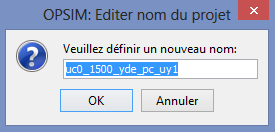 OPSIM: Editer nom du projet
Veuillez définir un nouveau nom:
uc0_1500_yde_pc_uy1
OK Annuler